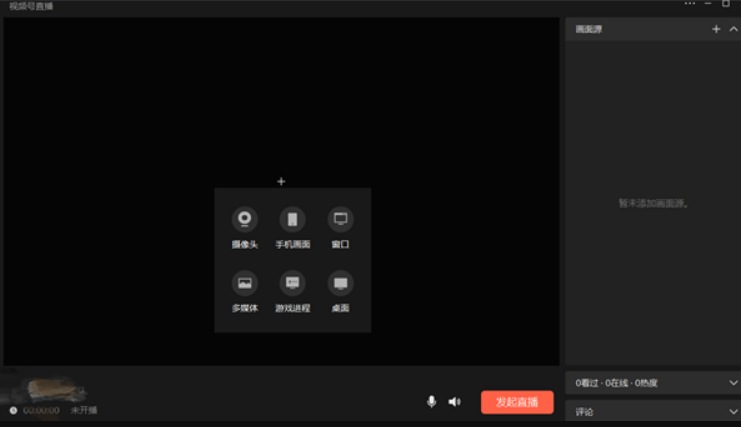 视频号直播
画面源
摄像头 手机画面 窗口
多媒体 游戏进程 桌面
暂未添加画面源。
0看过·0在线·0热度
00:00:00 未开播
发起直播
评论